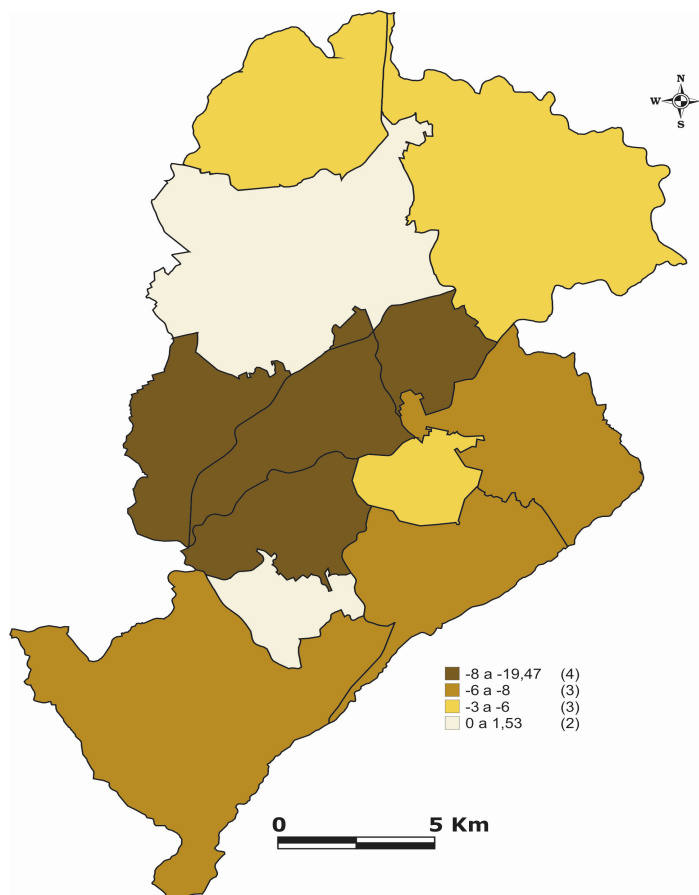 N
W
S
-8 a -19,47 (4)
-6 a -8 (3)
-3 a -6 (3)
0 a 1,53 (2)
0 5 Km